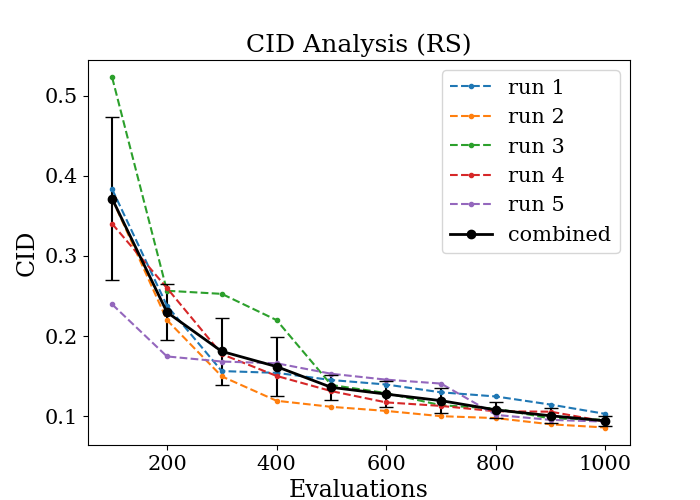 CID Analysis (RS)
0.5
0.4
0.3
0.2
0.1
CID
run 1
run 2
run 3
run 4
run 5
combined
200
400
600
800
1000
Evaluations